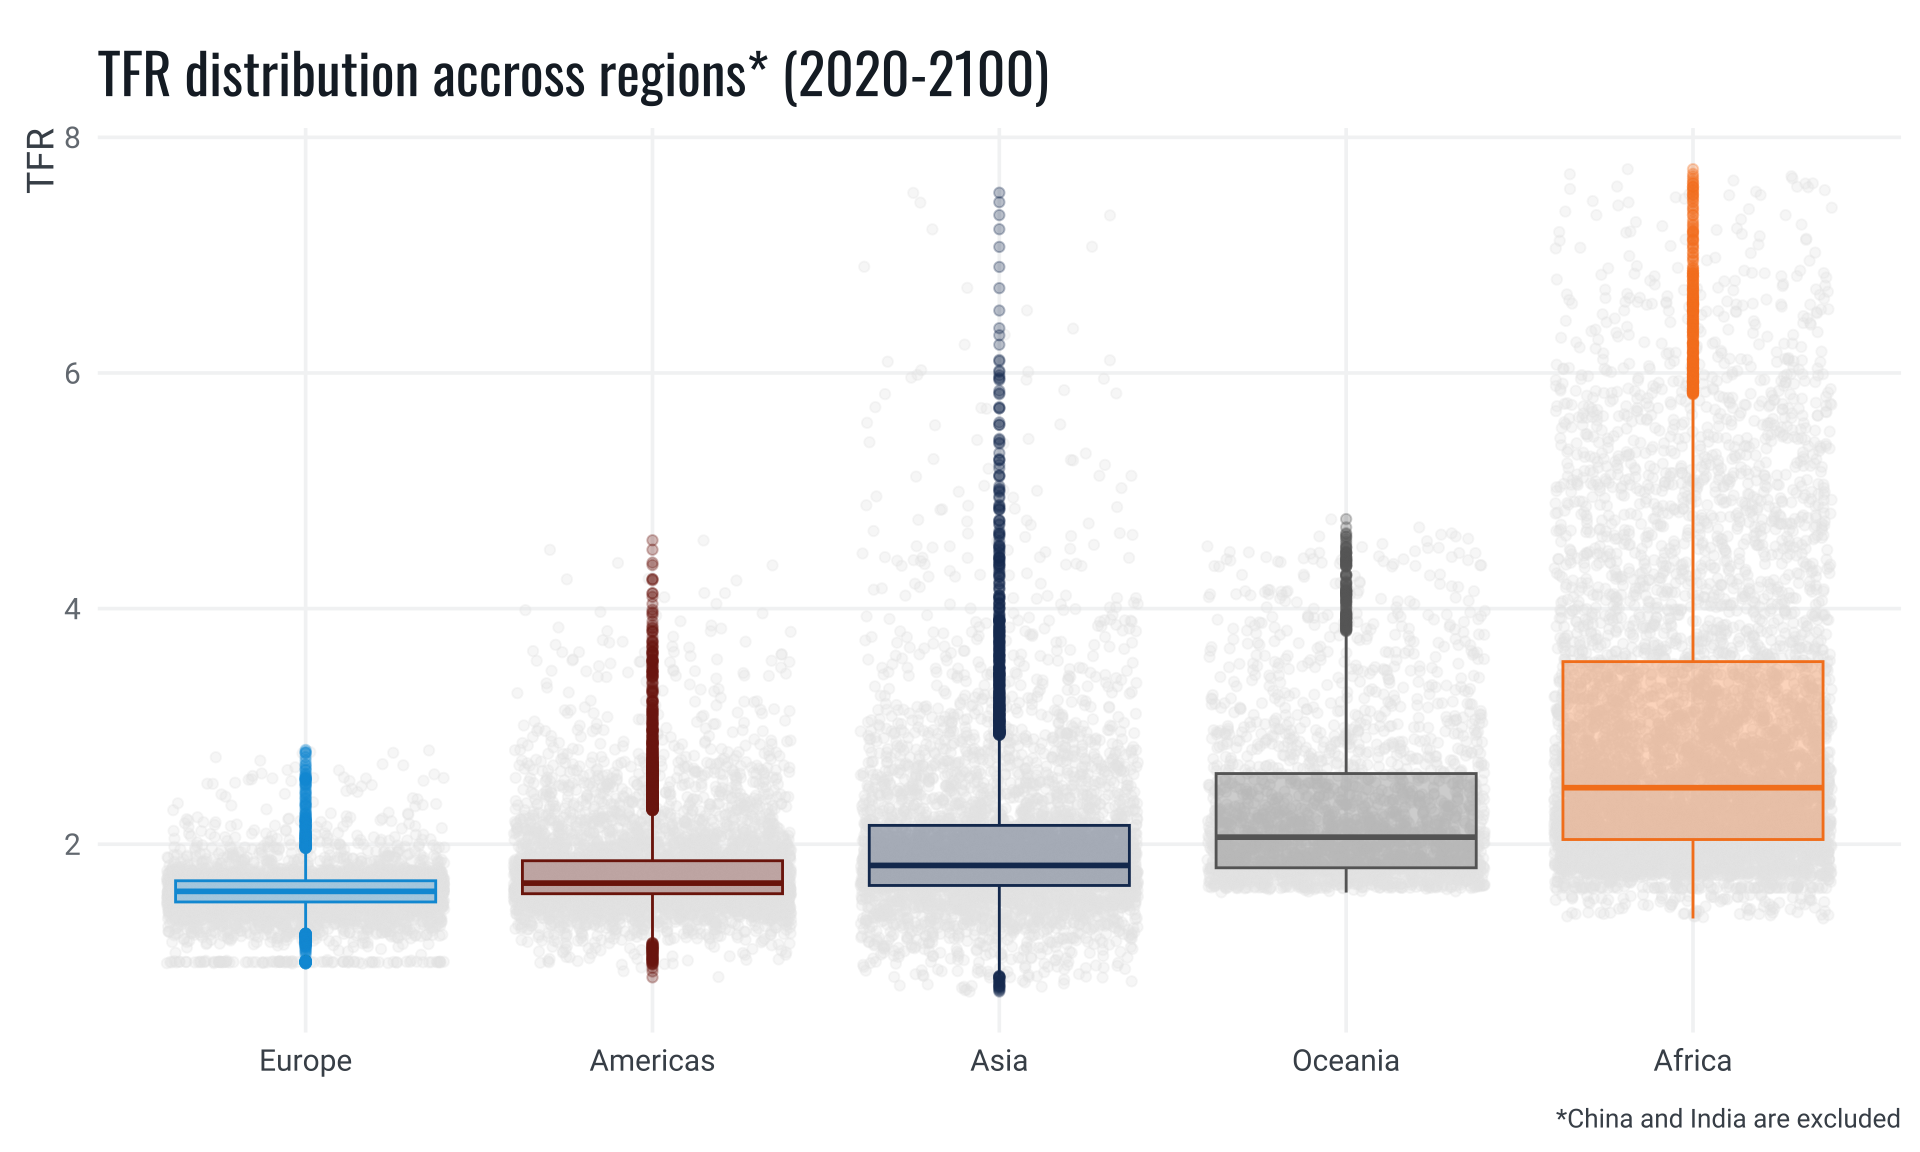 TFR distribution accross regions* (2020-2100)
TFR
8
6
4
2
Europe
Americas
Asia
Oceania
Africa
*China and India are excluded